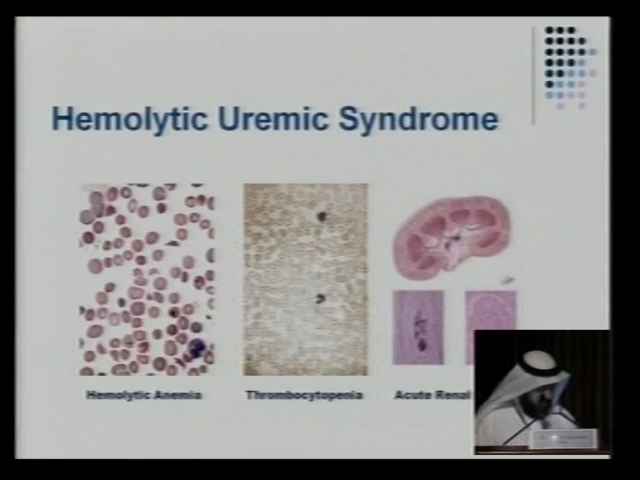 Hemolytic Uremic Syndrome
Hemolytic Anemia
Thrombocytopenia
Acute Renal